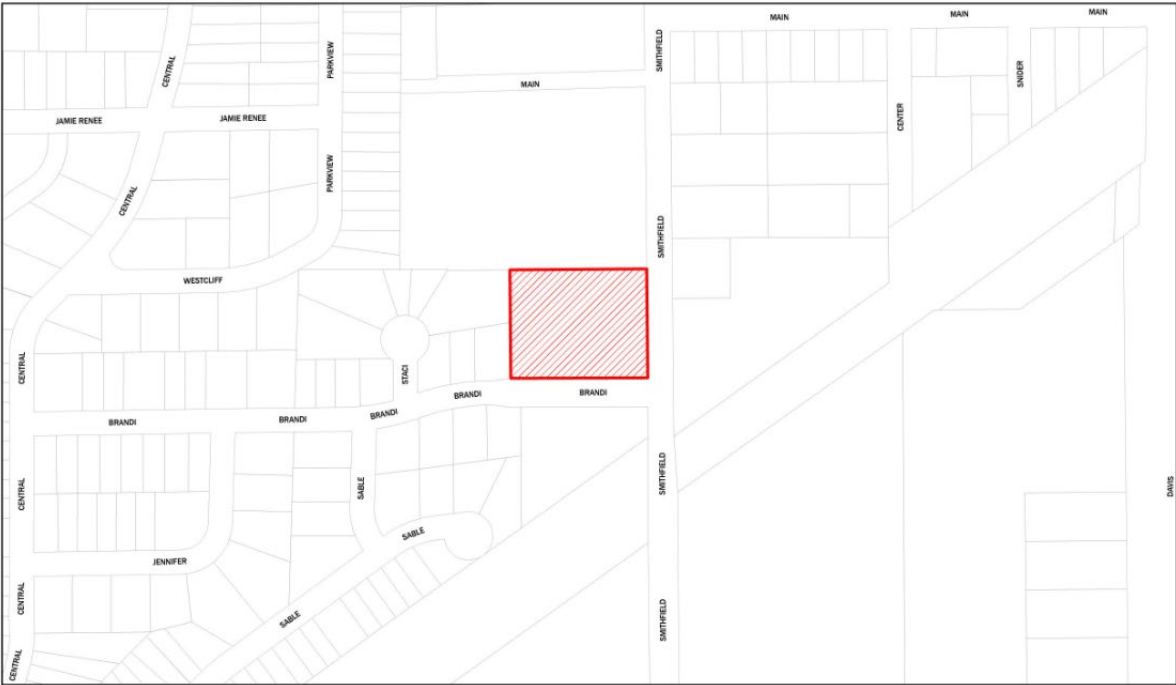 MAIN
MAIN
MAIN
SMITHFIELD
PARKVIEW
CENTRAL
SNIDER
MAIN
CENTER
JAMIE RENEE
JAMIE RENEE
PARKVIEW
CENTRAL
SMITHFIELD
WESTCLIFF
CENTRAL
STACI
BRANDI
BRANDI
BRANDI
BRANDI
BRANDI
SMITHFIELD
CENTRAL
SABLE
DAVIS
SABLE
JENNIFER
CENTRAL
SABLE
SMITHFIELD
CENTRAL